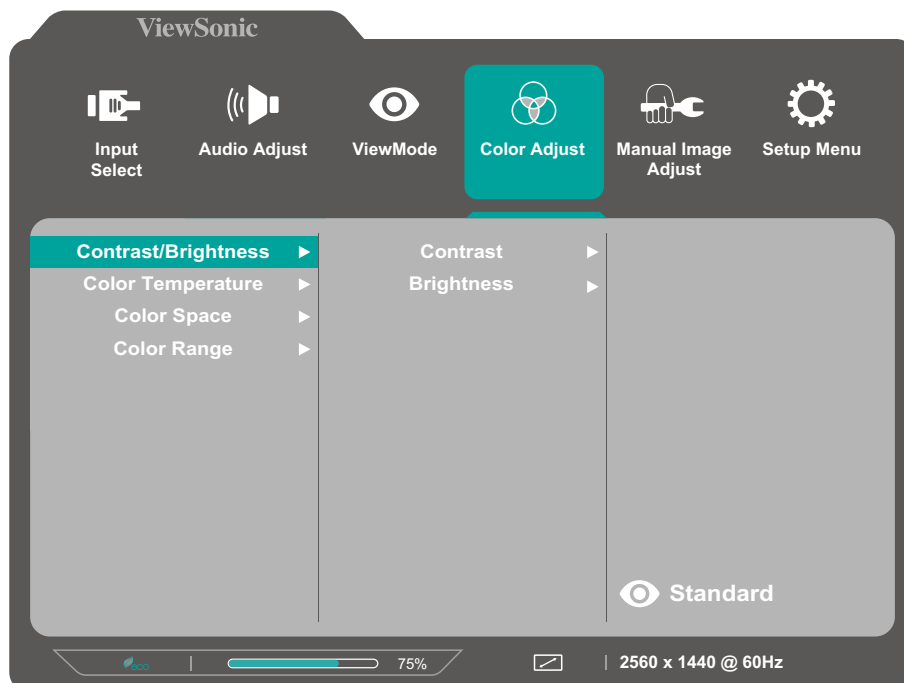 ViewSonic
Input Select
Audio Adjust
ViewMode
Color Adjust
Manual Image Adjust
Setup Menu
Contrast/Brightness
Color Temperature
Color Space
Color Range
Contrast
Brightness
Standard
eco
75%
2560 x 1440 @ 60Hz